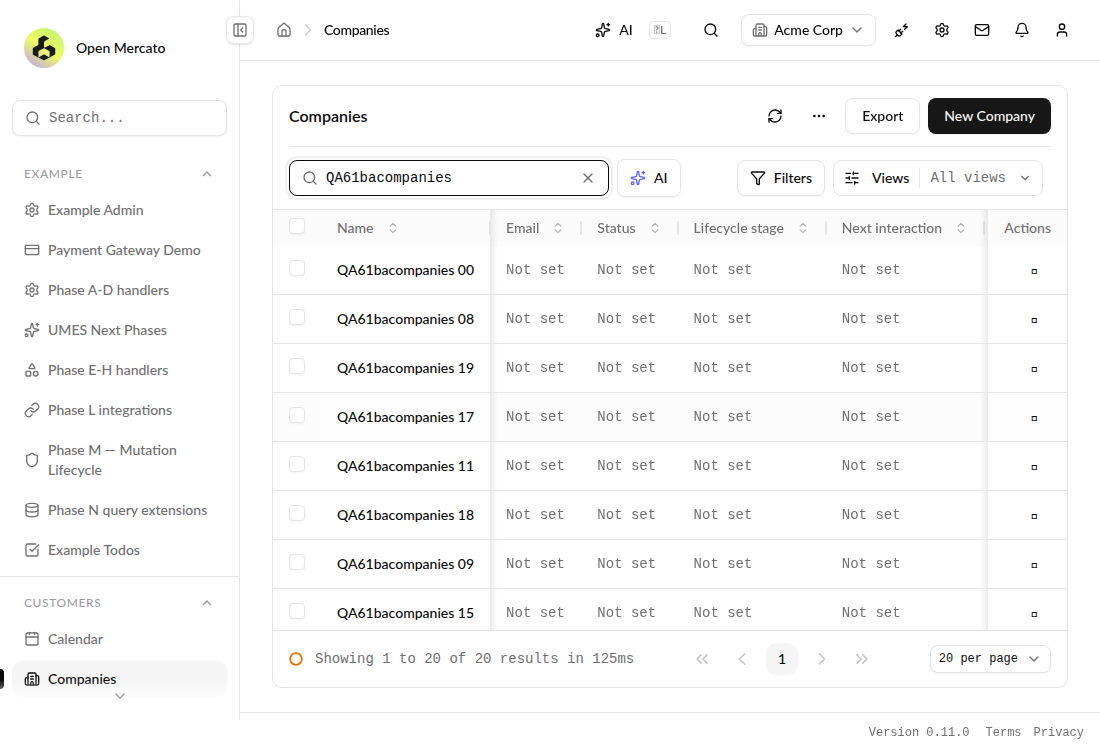 Open Mercato
Search...
EXAMPLE
Example Admin
Payment Gateway Demo
Phase A-D handlers
UMES Next Phases
Phase E-H handlers
Phase L integrations
Phase M — Mutation
Lifecycle
Phase N query extensions
Example Todos
CUSTOMERS
Calendar
Companies
Companies
AI
L
Acme Corp
Companies
Export
New Company
QA61bacompanies
AI
Filters
Views
All views
Name Email Status Lifecycle stage Next interaction Actions
QA61bacompanies 00 Not set Not set Not set Not set
QA61bacompanies 08 Not set Not set Not set Not set
QA61bacompanies 19 Not set Not set Not set Not set
QA61bacompanies 17 Not set Not set Not set Not set
QA61bacompanies 11 Not set Not set Not set Not set
QA61bacompanies 18 Not set Not set Not set Not set
QA61bacompanies 09 Not set Not set Not set Not set
QA61bacompanies 15 Not set Not set Not set Not set
Showing 1 to 20 of 20 results in 125ms
1
20 per page
Version 0.11.0 Terms Privacy